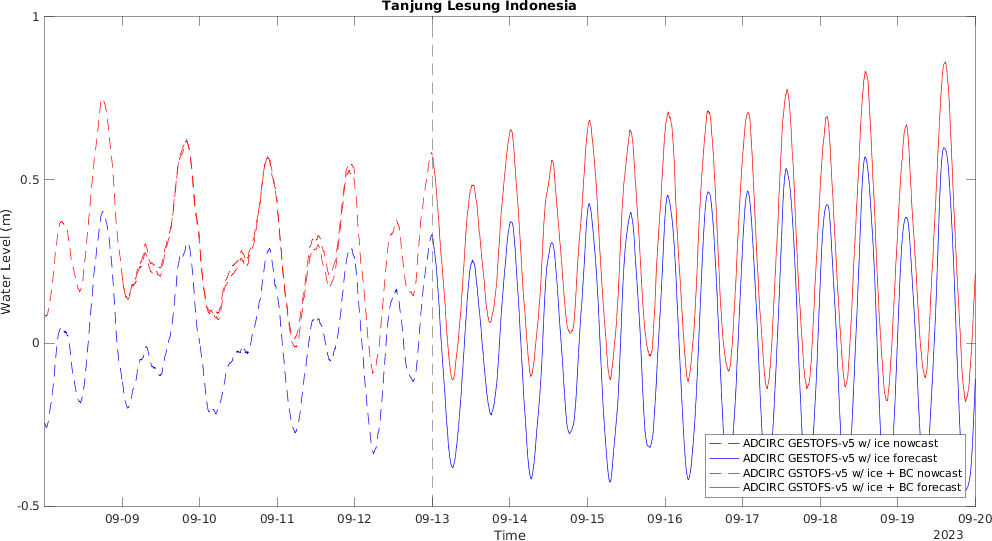 Tanjung Lesung Indonesia
Water Level (m)
1
0.5
0
-0.5
09-09 09-10 09-11 09-12 09-13 09-14 09-15 09-16 09-17 09-18 09-19 09-20
Time
2023
ADCIRC GESTOFS-v5 w/ ice nowcast
ADCIRC GESTOFS-v5 w/ ice forecast
ADCIRC GSTOFS-v5 w/ ice + BC nowcast
ADCIRC GSTOFS-v5 w/ ice + BC forecast